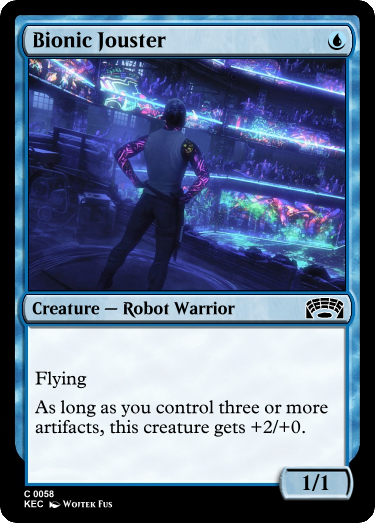 Bionic Jouster
Creature — Robot Warrior
Flying
As long as you control three or more
artifacts, this creature gets +2/+0.
1/1
C 0058
KEC Wojtek Fus